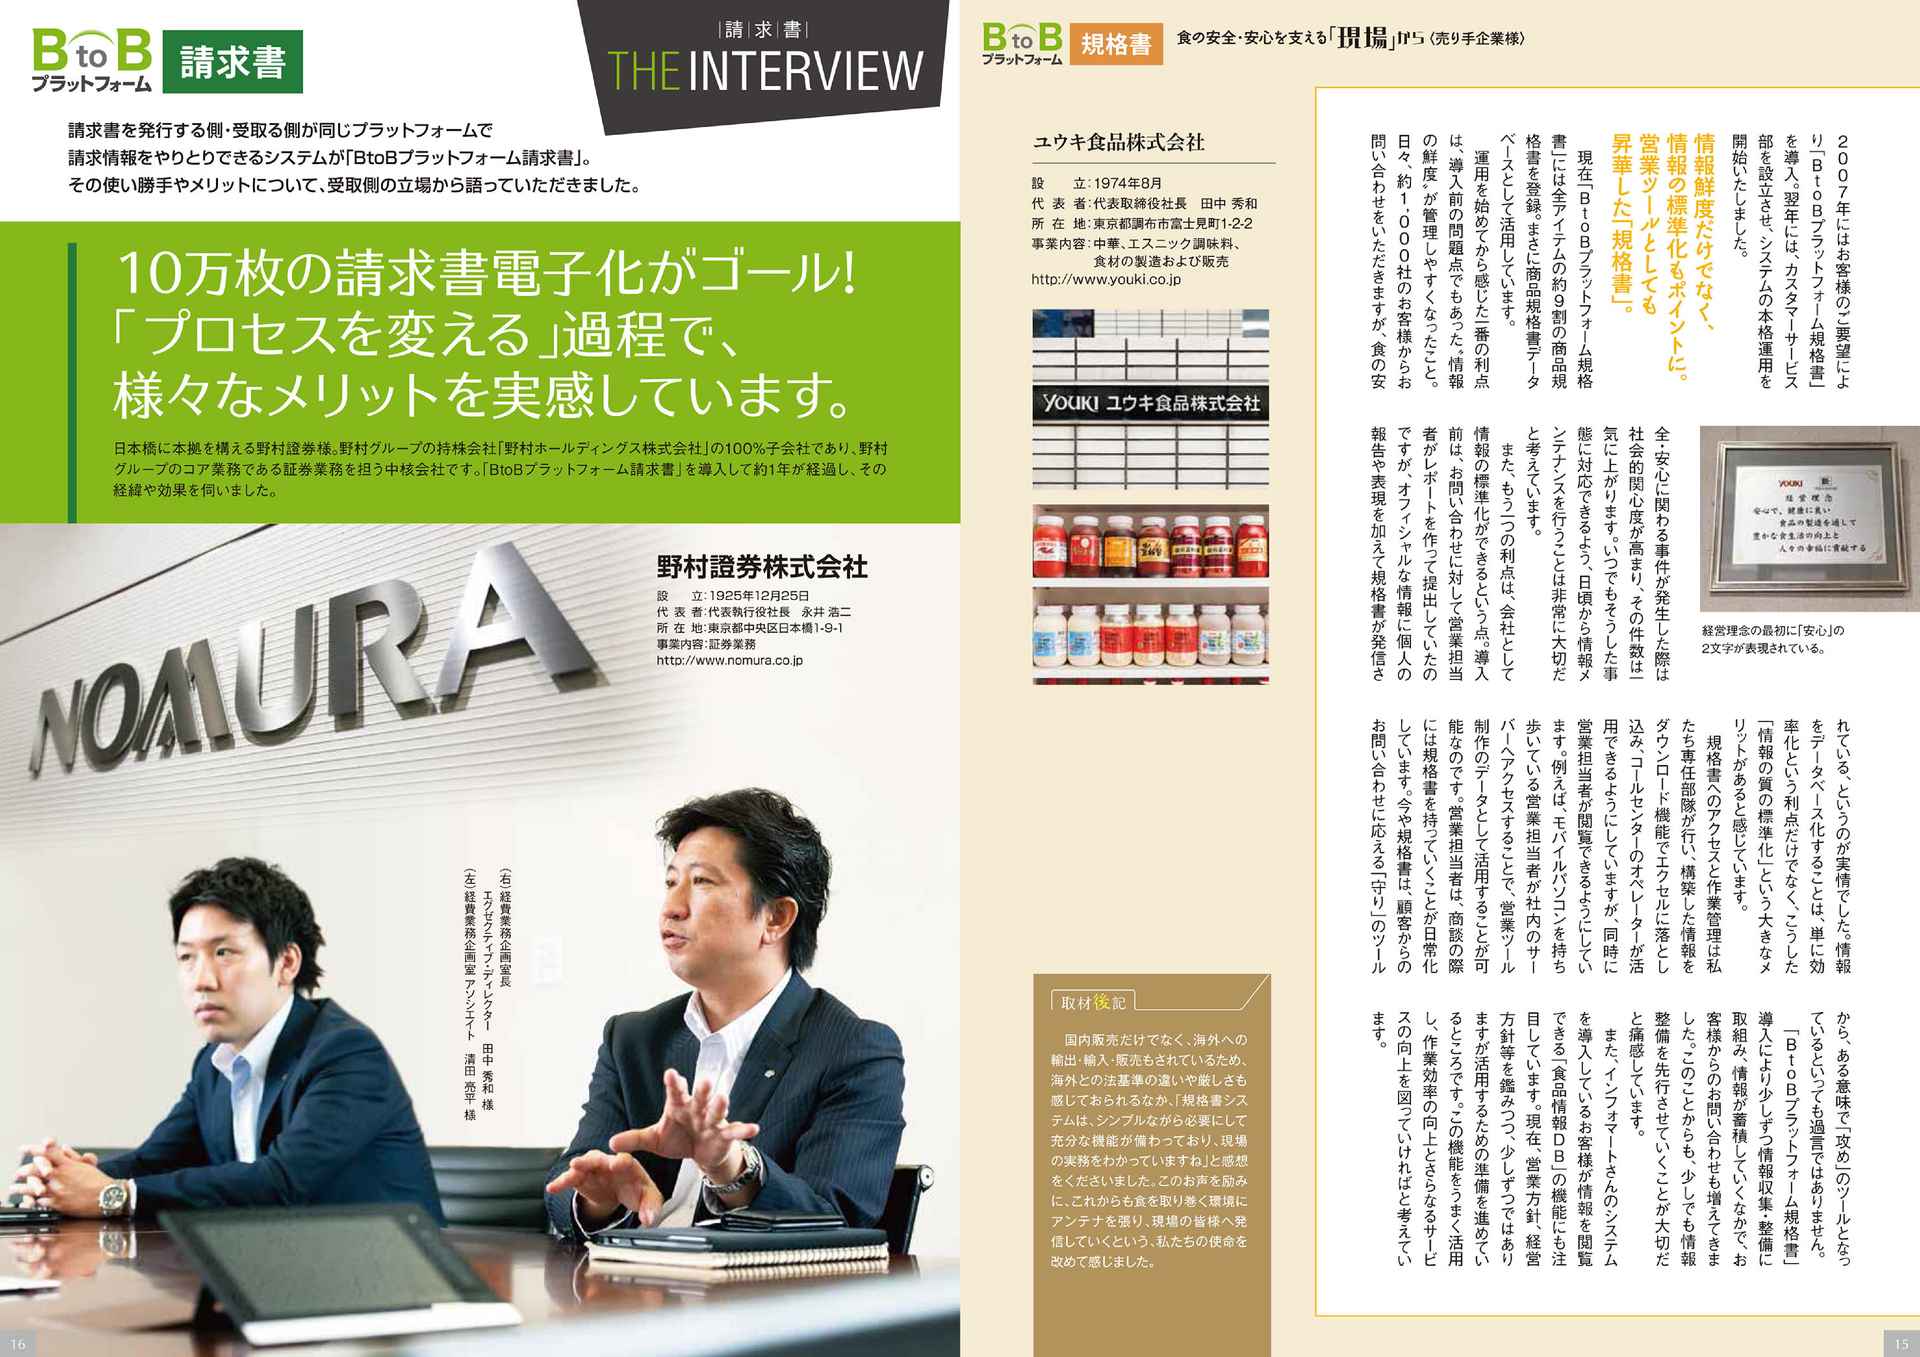 BtoB
プラットフォーム
請求書
|請|求|書|
THE INTERVIEW
請求書を発行する側・受取る側が同じプラットフォームで
請求情報をやりとりできるシステムが「BtoBプラットフォーム請求書」。
その使い勝手やメリットについて、受取側の立場から語っていただきました。
10万枚の請求書電子化がゴール!
「プロセスを変える」過程で、
様々なメリットを実感しています。
日本橋に本拠を構える野村證券様。野村グループの持株会社「野村ホールディングス株式会社」の100%子会社であり、野村
グループのコア業務である証券業務を担う中核会社です。「BtoBプラットフォーム請求書」を導入して約1年が経過し、その
経緯や効果を伺いました。
NOMURA
野村證券株式会社
設　　立:1925年12月25日
代 表 者:代表執行役社長　永井 浩二
所 在 地:東京都中央区日本橋1-9-1
事業内容:証券業務
http://www.nomura.co.jp
(右)経費業務企画室長
エグゼクティブ・ディレクター　田中 秀和 様
(左)経費業務企画室 アソシエイト　清田 亮平 様
16
BtoB
プラットフォーム
規格書
食の安全・安心を支える「現場」から〈売り手企業様〉
ユウキ食品株式会社
設　　立:1974年8月
代 表 者:代表取締役社長　田中 秀和
所 在 地:東京都調布市富士見町1-2-2
事業内容:中華、エスニック調味料、
食材の製造および販売
http://www.youki.co.jp
YOUKI ユウキ食品株式会社
2007年にはお客様のご要望によ
り「BtoBプラットフォーム規格書」
を導入。翌年には、カスタマーサービス
部を設立させ、システムの本格運用を
開始いたしました。
情報鮮度だけでなく、
情報の標準化もポイントに。
営業ツールとしても
昇華した「規格書」。
現在「BtoBプラットフォーム規格
書」には全アイテムの約9割の商品規
格書を登録。まさに商品規格書データ
ベースとして活用しています。
運用を始めてから感じた一番の利点
は、導入前の問題点でもあった〝情報
の鮮度〟が管理しやすくなったこと。
日々、約1,000社のお客様からお
問い合わせをいただきますが、食の安
全・安心に関わる事件が発生した際は
社会的関心度が高まり、その件数は一
気に上がります。いつでもそうした事
態に対応できるよう、日頃から情報メ
ンテナンスを行うことは非常に大切だ
と考えています。
また、もう一つの利点は、会社として
情報の標準化ができるという点。導入
前は、お問い合わせに対して営業担当
者がレポートを作って提出していたの
ですが、オフィシャルな情報に個人の
報告や表現を加えて規格書が発信さ
YOUKI
経営理念
安心で、健康に良い
食品の製造を通して
豊かな食生活の向上と
人々の幸福に貢献する
経営理念の最初に「安心」の
2文字が表現されている。
れている、というのが実情でした。情報
をデータベース化することは、単に効
率化という利点だけでなく、こうした
「情報の質の標準化」という大きなメ
リットがあると感じています。
規格書へのアクセスと作業管理は私
たち専任部隊が行い、構築した情報を
ダウンロード機能でエクセルに落とし
込み、コールセンターのオペレーターが活
用できるようにしていますが、同時に
営業担当者が閲覧できるようにしてい
ます。例えば、モバイルパソコンを持ち
歩いている営業担当者が社内のサー
バーへアクセスすることで、営業ツール
制作のデータとして活用することが可
能なのです。営業担当者は、商談の際
には規格書を持っていくことが日常化
しています。今や規格書は、顧客からの
お問い合わせに応える「守り」のツール
から、ある意味で「攻め」のツールとなっ
ているといっても過言ではありません。
「BtoBプラットフォーム規格書」
導入により少しずつ情報収集・整備に
取組み、情報が蓄積していくなかで、お
客様からのお問い合わせも増えてきま
した。このことからも、少しでも情報
整備を先行させていくことが大切だ
と痛感しています。
また、インフォマートさんのシステム
を導入しているお客様が情報を閲覧
できる「食品情報DB」の機能にも注
目しています。現在、営業方針、経営
方針等を鑑みつつ、少しずつではあり
ますが活用するための準備を進めてい
るところです。この機能をうまく活用
し、作業効率の向上とさらなるサービ
スの向上を図っていければと考えてい
ます。
取材後記
国内販売だけでなく、海外への
輸出・輸入・販売もされているため、
海外との法基準の違いや厳しさも
感じておられるなか、「規格書シス
テムは、シンプルながら必要にして
充分な機能が備わっており、現場
の実務をわかっていますね」と感想
をくださいました。このお声を励み
に、これからも食を取り巻く環境に
アンテナを張り、現場の皆様へ発
信していくという、私たちの使命を
改めて感じました。
15